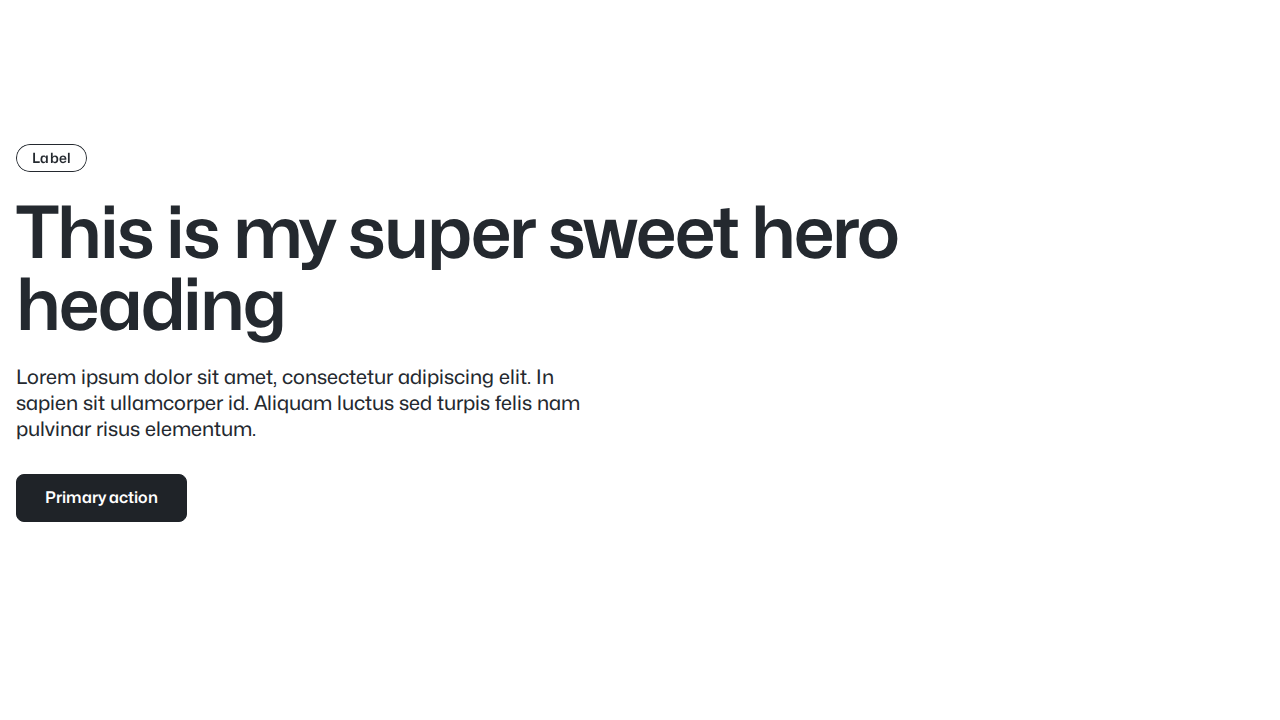 Label
This is my super sweet hero
heading
Lorem ipsum dolor sit amet, consectetur adipiscing elit. In
sapien sit ullamcorper id. Aliquam luctus sed turpis felis nam
pulvinar risus elementum.
Primary action